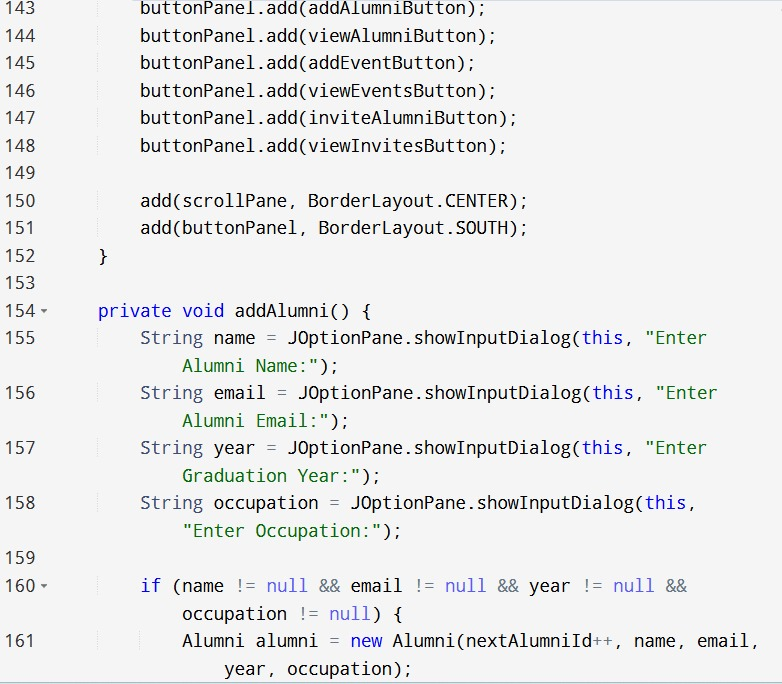 143 buttonPanel.add(addAlumniButton);
144 buttonPanel.add(viewAlumniButton);
145 buttonPanel.add(addEventButton);
146 buttonPanel.add(viewEventsButton);
147 buttonPanel.add(inviteAlumniButton);
148 buttonPanel.add(viewInvitesButton);
149
150 add(scrollPane, BorderLayout.CENTER);
151 add(buttonPanel, BorderLayout.SOUTH);
152 }
153
154 private void addAlumni() {
155 String name = JOptionPane.showInputDialog(this, "Enter
Alumni Name:");
156 String email = JOptionPane.showInputDialog(this, "Enter
Alumni Email:");
157 String year = JOptionPane.showInputDialog(this, "Enter
Graduation Year:");
158 String occupation = JOptionPane.showInputDialog(this,
"Enter Occupation:");
159
160 if (name != null && email != null && year != null &&
occupation != null) {
161 Alumni alumni = new Alumni(nextAlumniId++, name, email,
year, occupation);